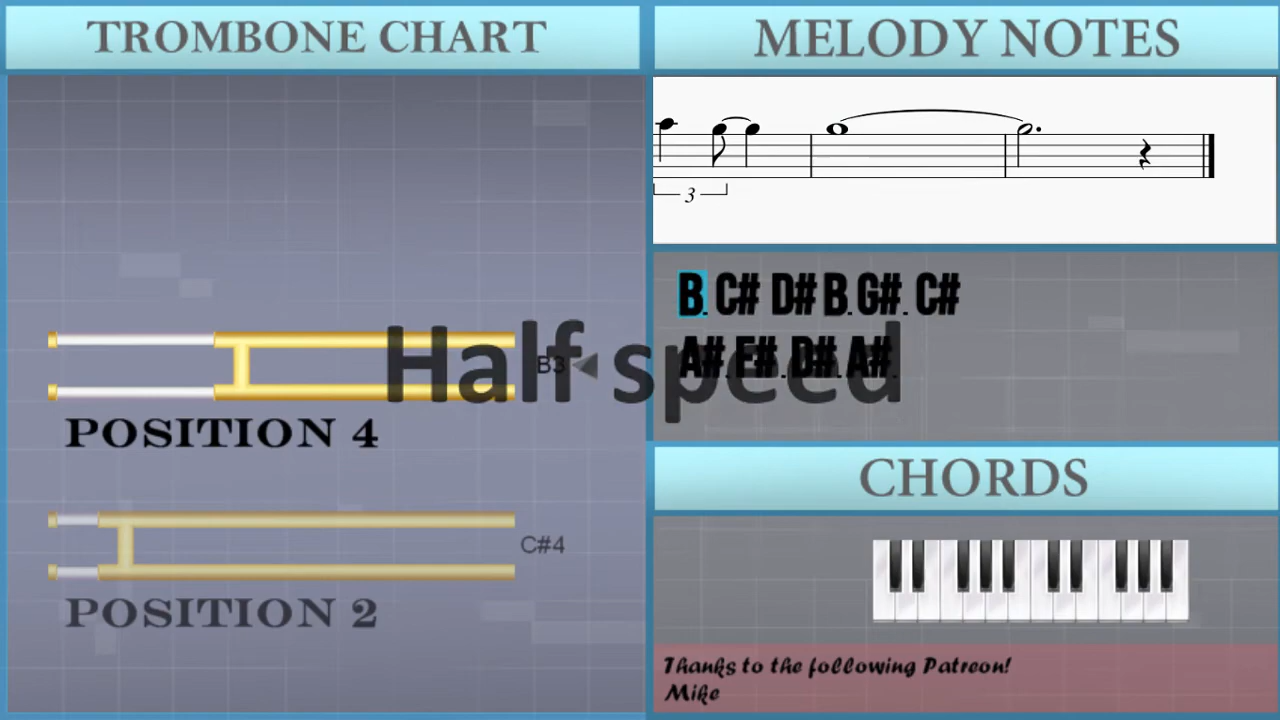 TROMBONE CHART
MELODY NOTES
3
B. C# D# B. G#. C#
A#. F#. D#. A#.
Half speed
B3
POSITION 4
C#4
POSITION 2
CHORDS
Thanks to the following Patreon!
Mike